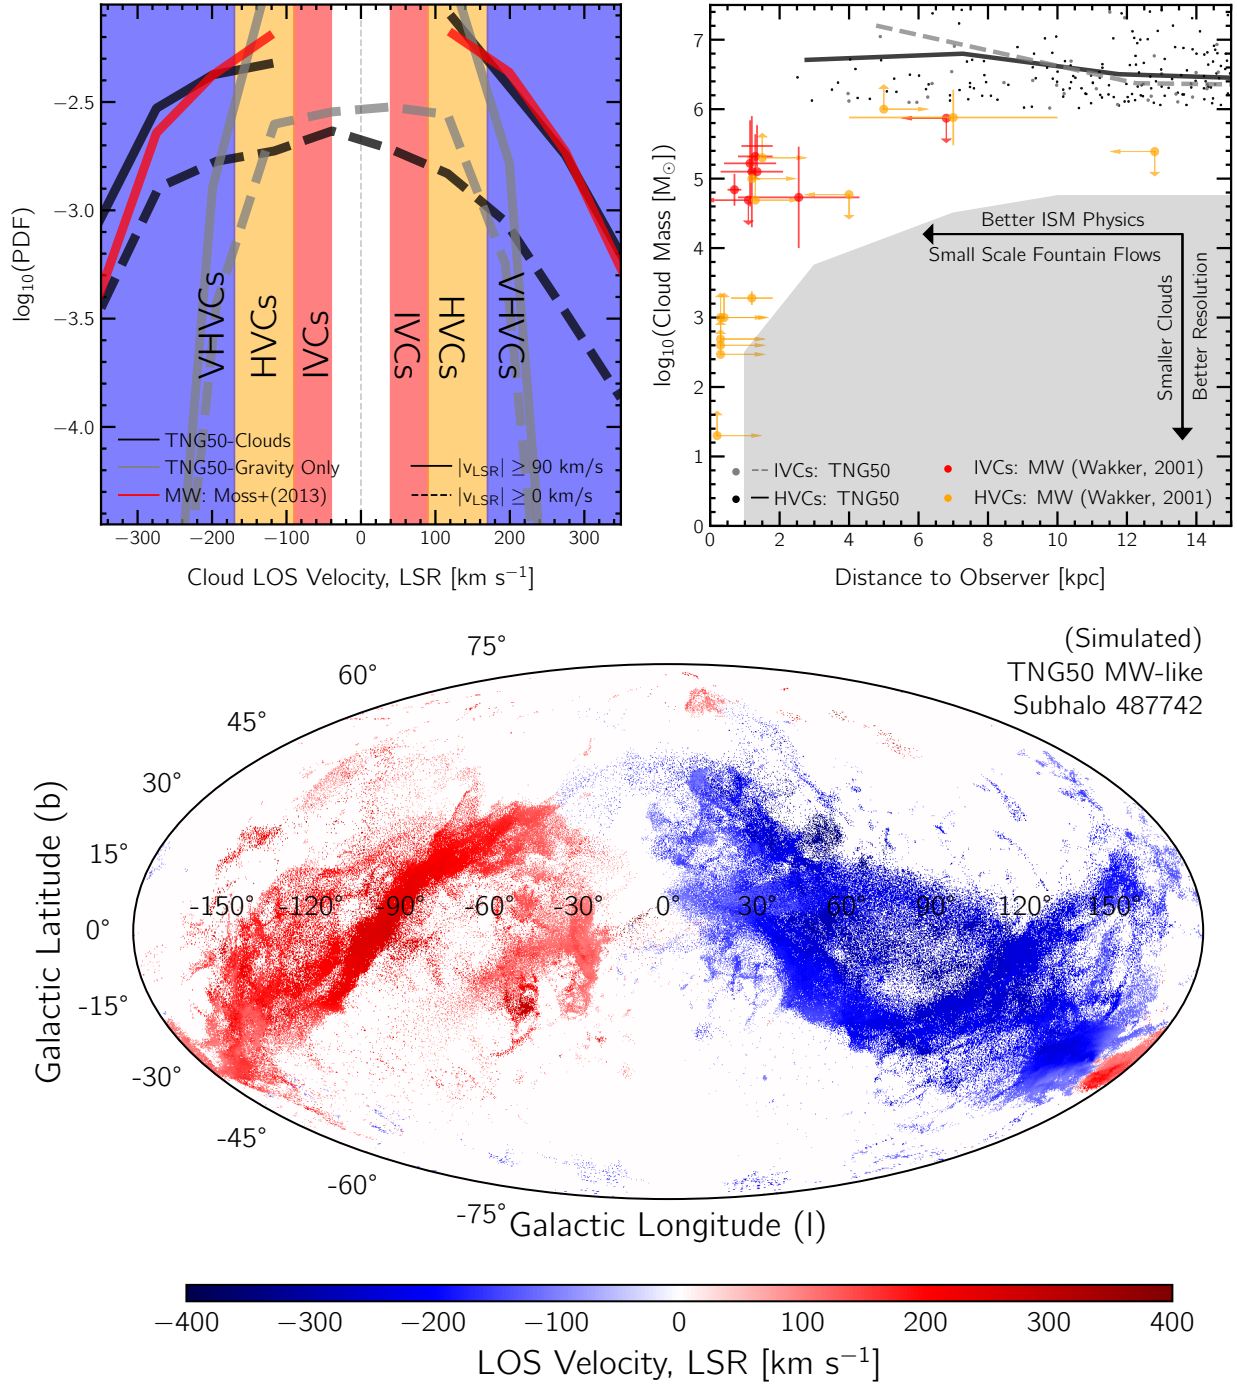 log₁₀(PDF)
−2.5
−3.0
−3.5
−4.0
VHVCs
HVCs
IVCs
IVCs
HVCs
VHVCs
TNG50-Clouds
TNG50-Gravity Only
MW: Moss+(2013)
|v_LSR| ≥ 90 km/s
|v_LSR| ≥ 0 km/s
−300 −200 −100 0 100 200 300
Cloud LOS Velocity, LSR [km s⁻¹]
log₁₀(Cloud Mass [M⊙])
7
6
5
4
3
2
1
0
Better ISM Physics
Small Scale Fountain Flows
Smaller Clouds
Better Resolution
IVCs: TNG50
HVCs: TNG50
IVCs: MW (Wakker, 2001)
HVCs: MW (Wakker, 2001)
0 2 4 6 8 10 12 14
Distance to Observer [kpc]
(Simulated)
TNG50 MW-like
Subhalo 487742
Galactic Latitude (b)
75°
60°
45°
30°
15°
0°
-15°
-30°
-45°
-60°
-75°
-150° -120° -90° -60° -30° 0° 30° 60° 90° 120° 150°
Galactic Longitude (l)
−400 −300 −200 −100 0 100 200 300 400
LOS Velocity, LSR [km s⁻¹]